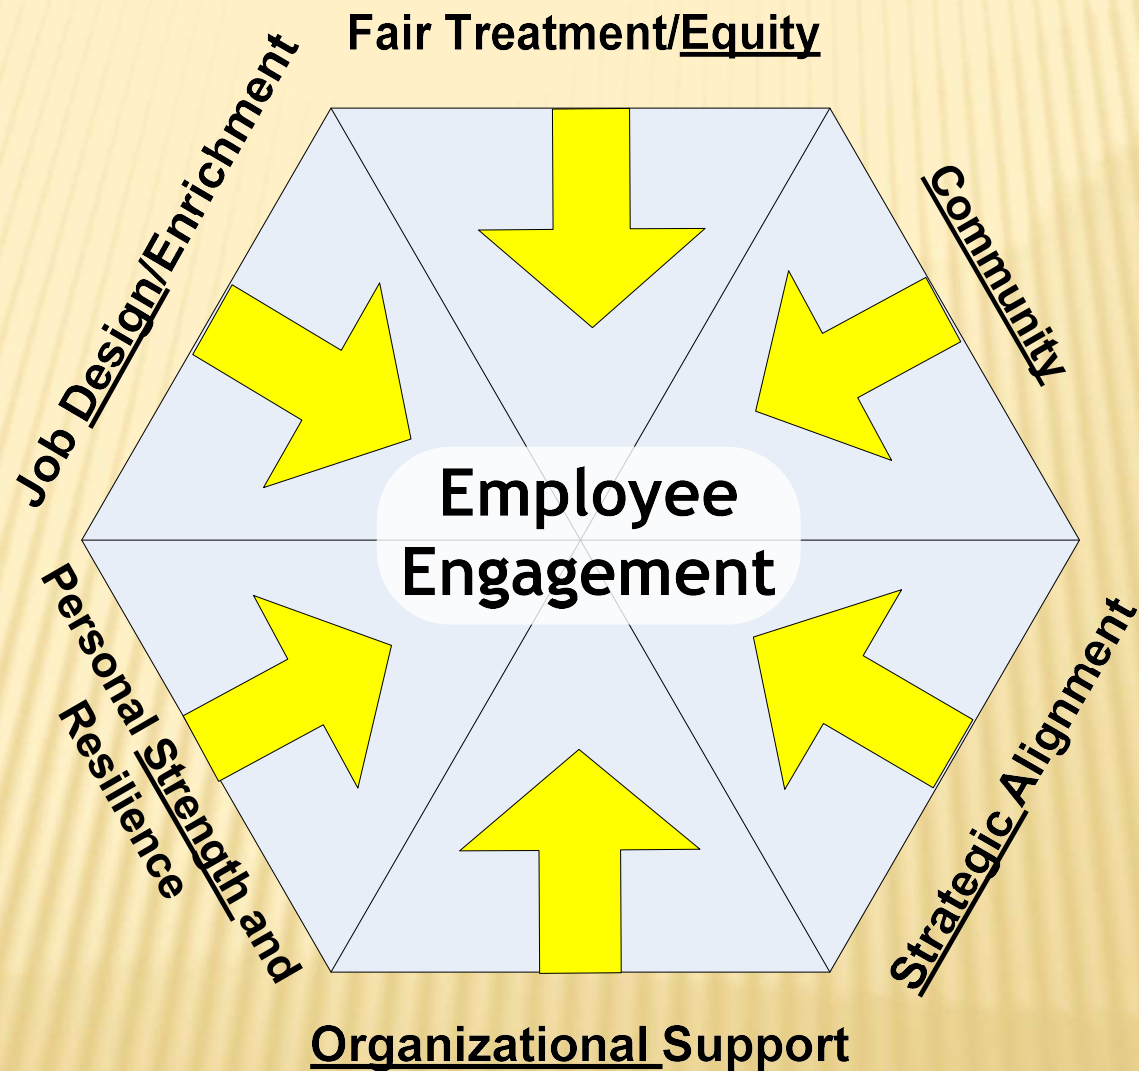 Fair Treatment/Equity
Job Design/Enrichment
Community
Employee
Engagement
Personal Strength and
Resilience
Strategic Alignment
Organizational Support